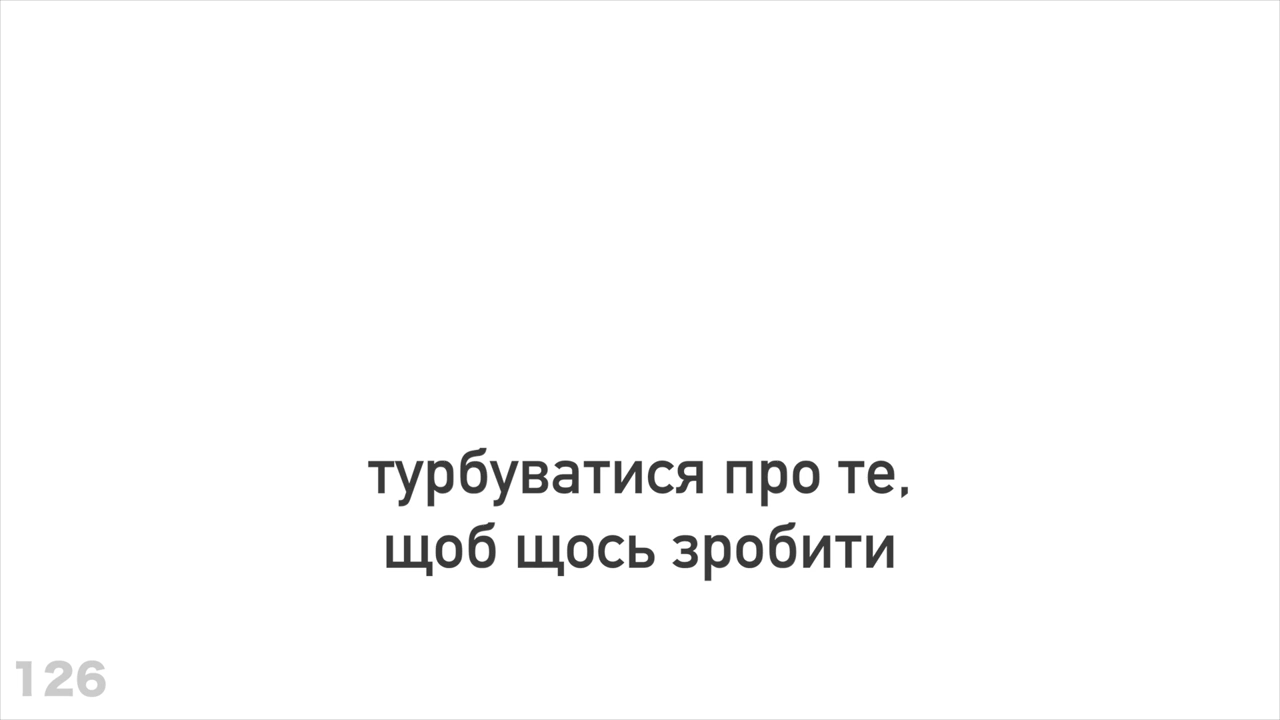 турбуватися про те,
щоб щось зробити
126